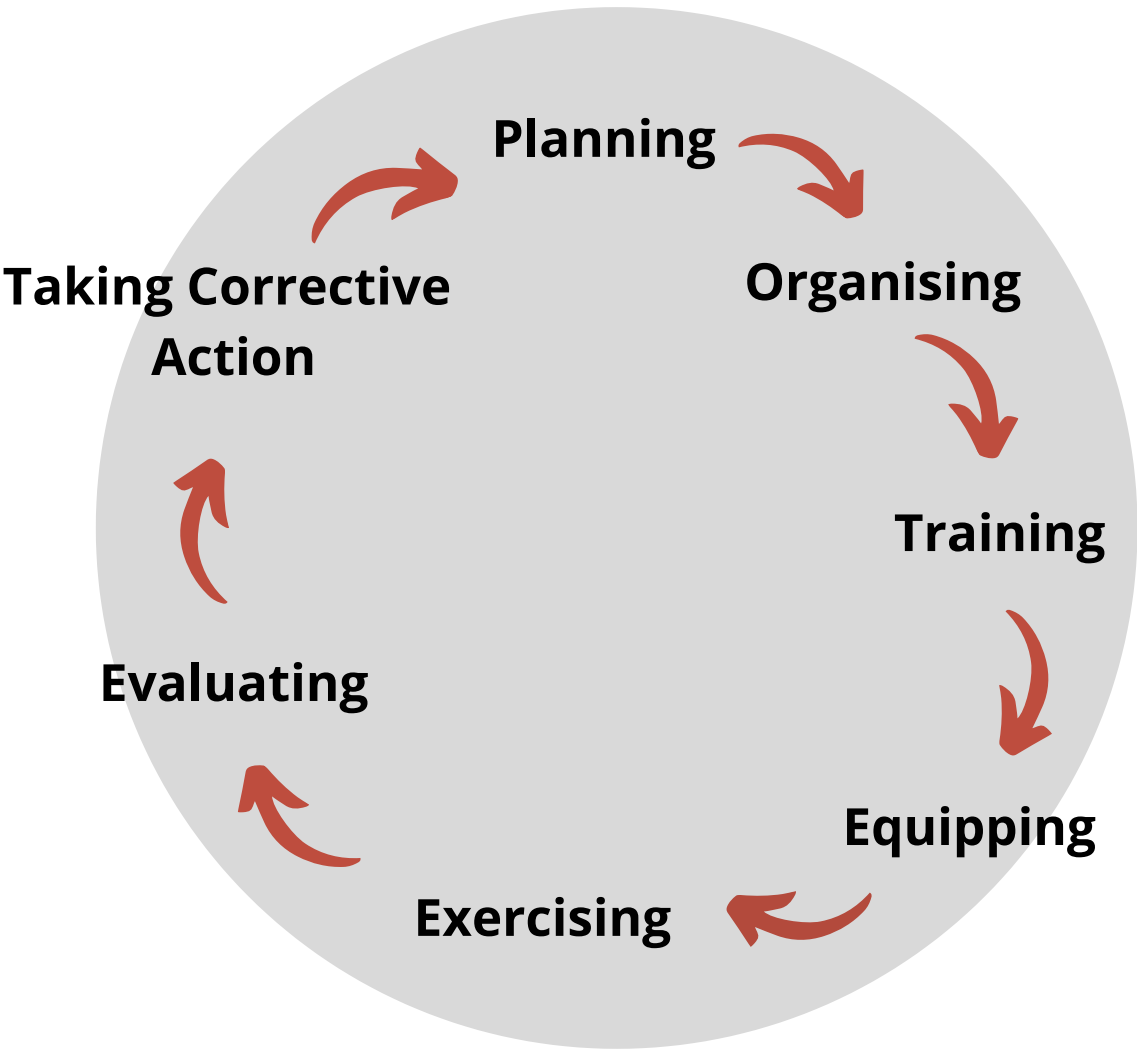 Planning
Organising
Training
Equipping
Exercising
Evaluating
Taking Corrective
Action